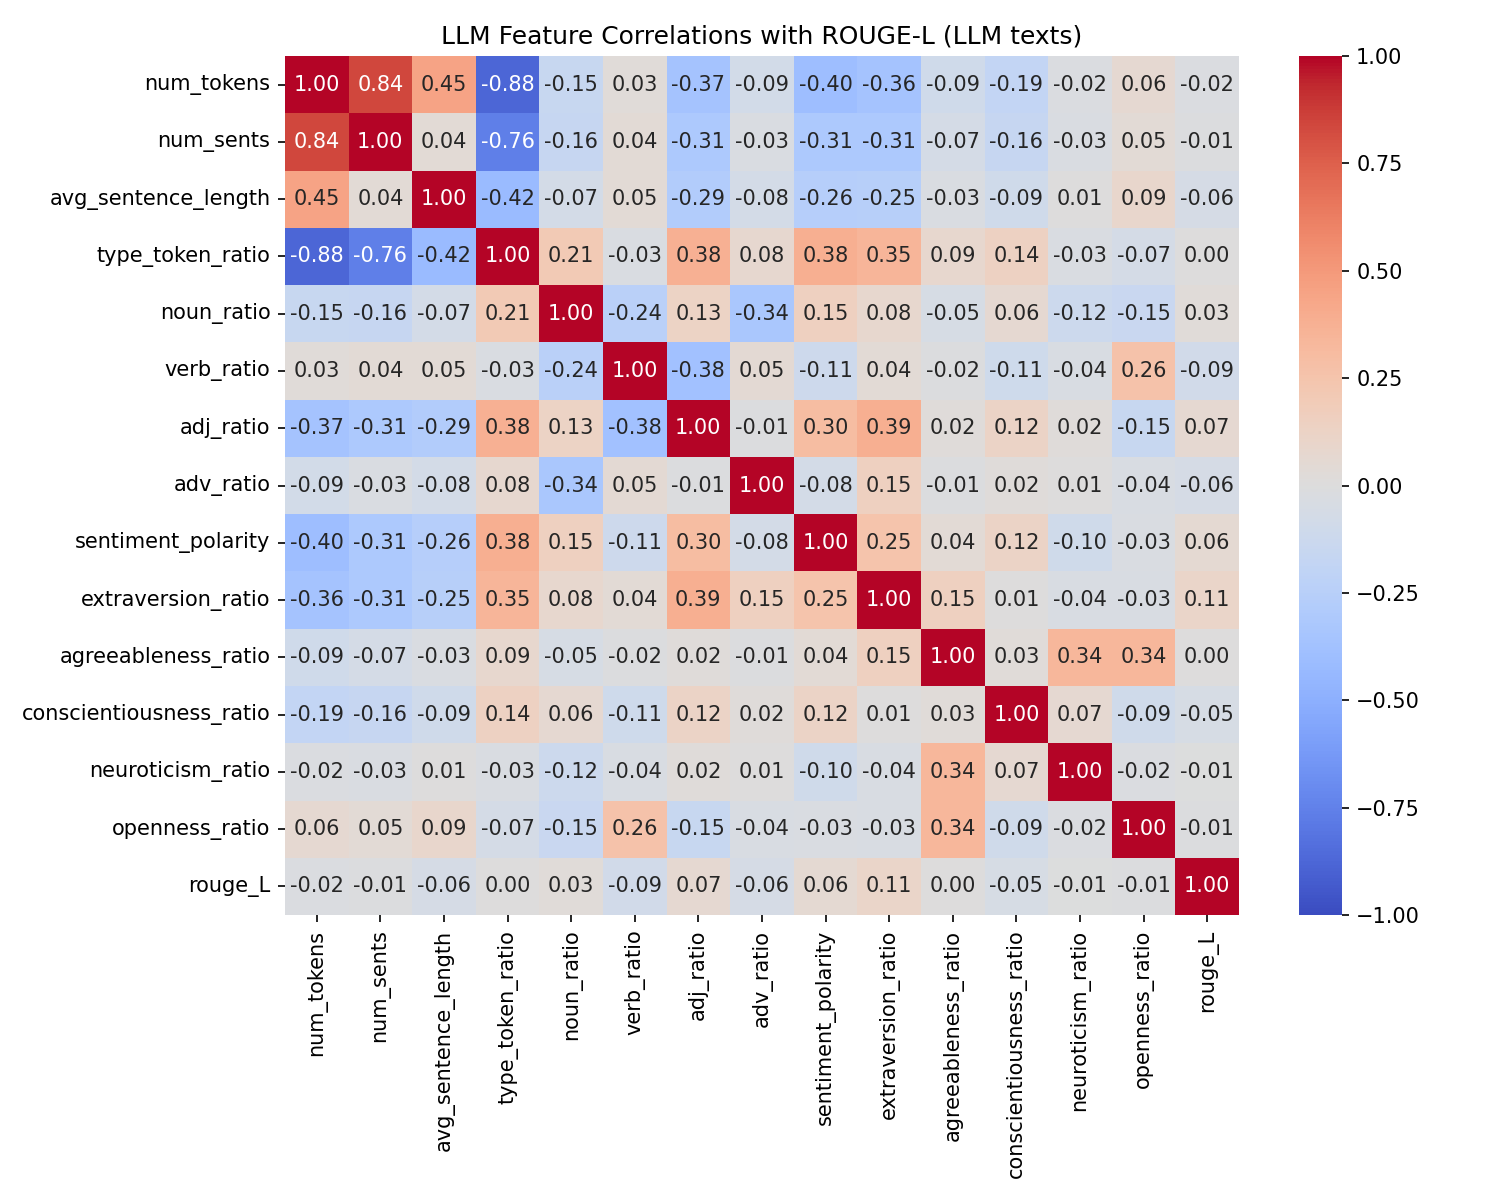 LLM Feature Correlations with ROUGE-L (LLM texts)
num_tokens 1.00 0.84 0.45 -0.88 -0.15 0.03 -0.37 -0.09 -0.40 -0.36 -0.09 -0.19 -0.02 0.06 -0.02
num_sents 0.84 1.00 0.04 -0.76 -0.16 0.04 -0.31 -0.03 -0.31 -0.31 -0.07 -0.16 -0.03 0.05 -0.01
avg_sentence_length 0.45 0.04 1.00 -0.42 -0.07 0.05 -0.29 -0.08 -0.26 -0.25 -0.03 -0.09 0.01 0.09 -0.06
type_token_ratio -0.88 -0.76 -0.42 1.00 0.21 -0.03 0.38 0.08 0.38 0.35 0.09 0.14 -0.03 -0.07 0.00
noun_ratio -0.15 -0.16 -0.07 0.21 1.00 -0.24 0.13 -0.34 0.15 0.08 -0.05 0.06 -0.12 -0.15 0.03
verb_ratio 0.03 0.04 0.05 -0.03 -0.24 1.00 -0.38 0.05 -0.11 0.04 -0.02 -0.11 -0.04 0.26 -0.09
adj_ratio -0.37 -0.31 -0.29 0.38 0.13 -0.38 1.00 -0.01 0.30 0.39 0.02 0.12 0.02 -0.15 0.07
adv_ratio -0.09 -0.03 -0.08 0.08 -0.34 0.05 -0.01 1.00 -0.08 0.15 -0.01 0.02 0.01 -0.04 -0.06
sentiment_polarity -0.40 -0.31 -0.26 0.38 0.15 -0.11 0.30 -0.08 1.00 0.25 0.04 0.12 -0.10 -0.03 0.06
extraversion_ratio -0.36 -0.31 -0.25 0.35 0.08 0.04 0.39 0.15 0.25 1.00 0.15 0.01 -0.04 -0.03 0.11
agreeableness_ratio -0.09 -0.07 -0.03 0.09 -0.05 -0.02 0.02 -0.01 0.04 0.15 1.00 0.03 0.34 0.34 0.00
conscientiousness_ratio -0.19 -0.16 -0.09 0.14 0.06 -0.11 0.12 0.02 0.12 0.01 0.03 1.00 0.07 -0.09 -0.05
neuroticism_ratio -0.02 -0.03 0.01 -0.03 -0.12 -0.04 0.02 0.01 -0.10 -0.04 0.34 0.07 1.00 -0.02 -0.01
openness_ratio 0.06 0.05 0.09 -0.07 -0.15 0.26 -0.15 -0.04 -0.03 -0.03 0.34 -0.09 -0.02 1.00 -0.01
rouge_L -0.02 -0.01 -0.06 0.00 0.03 -0.09 0.07 -0.06 0.06 0.11 0.00 -0.05 -0.01 -0.01 1.00
num_tokens
num_sents
avg_sentence_length
type_token_ratio
noun_ratio
verb_ratio
adj_ratio
adv_ratio
sentiment_polarity
extraversion_ratio
agreeableness_ratio
conscientiousness_ratio
neuroticism_ratio
openness_ratio
rouge_L
1.00
0.75
0.50
0.25
0.00
−0.25
−0.50
−0.75
−1.00